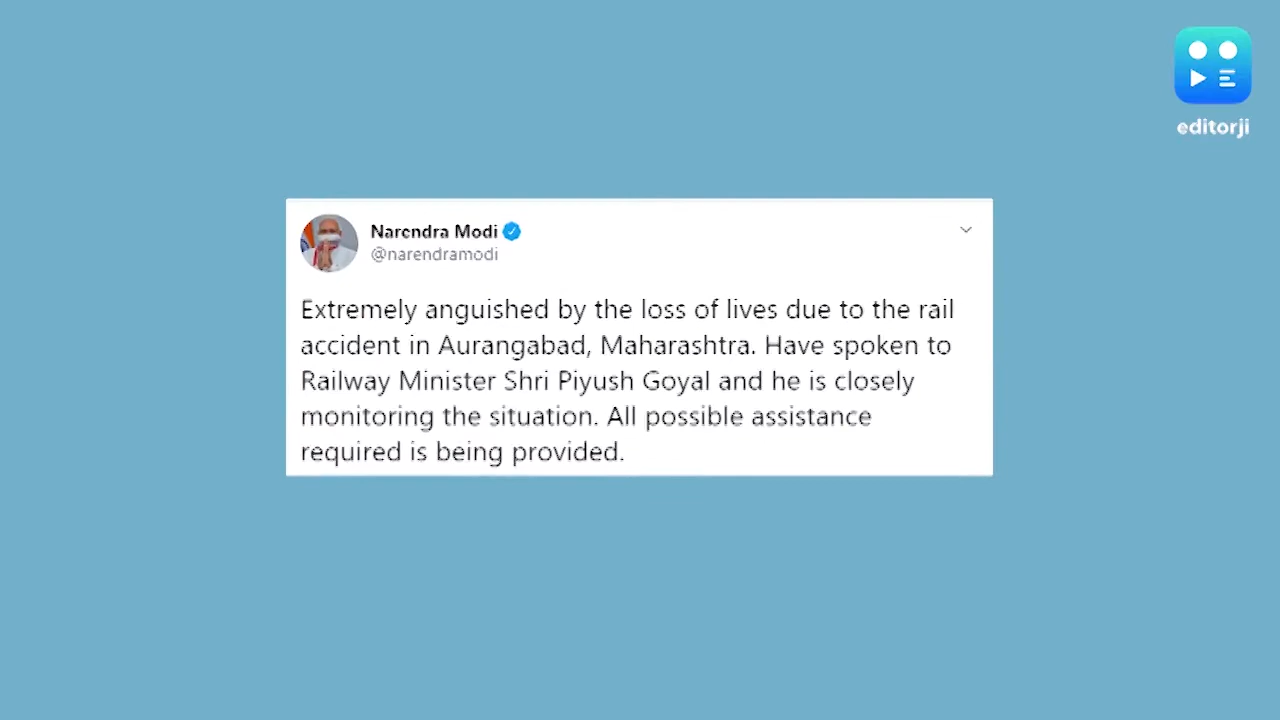 editorji
Narendra Modi
@narendramodi
Extremely anguished by the loss of lives due to the rail
accident in Aurangabad, Maharashtra. Have spoken to
Railway Minister Shri Piyush Goyal and he is closely
monitoring the situation. All possible assistance
required is being provided.